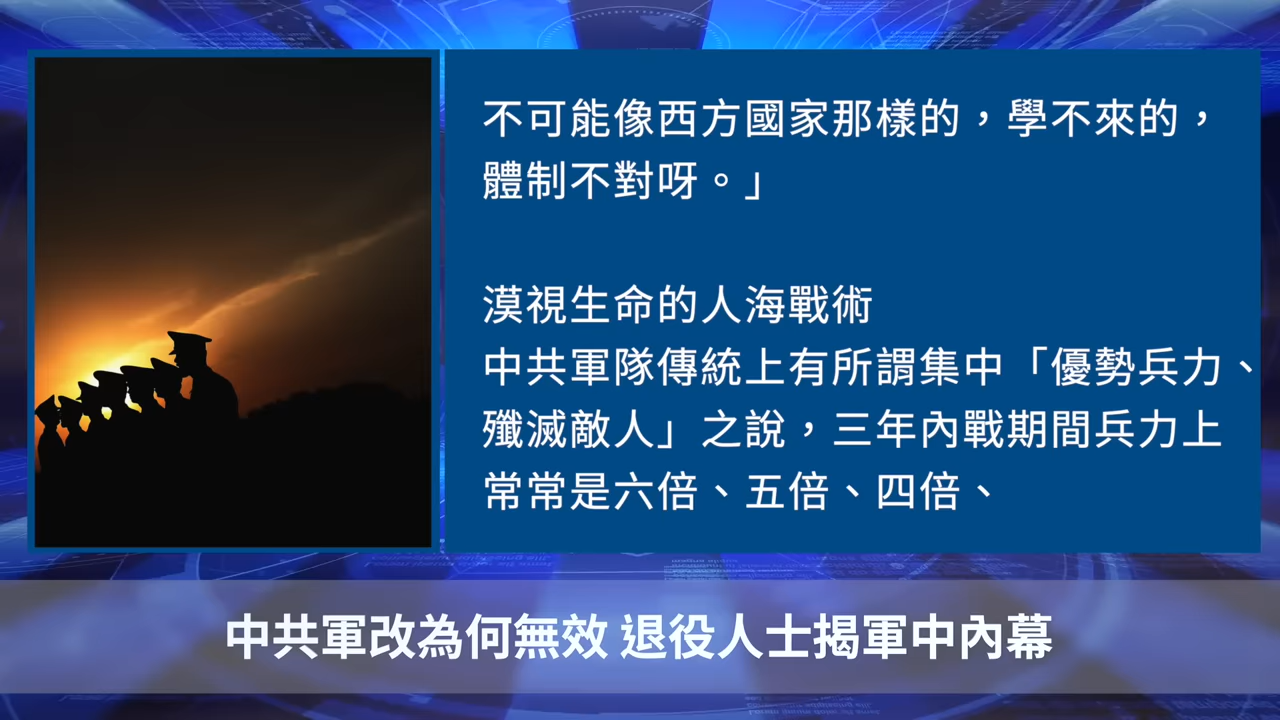 不可能像西方國家那樣的，學不來的，
體制不對呀。」
漠視生命的人海戰術
中共軍隊傳統上有所謂集中「優勢兵力、
殲滅敵人」之說，三年內戰期間兵力上
常常是六倍、五倍、四倍、
中共軍改為何無效 退役人士揭軍中內幕